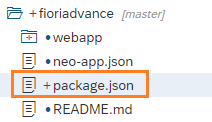 +fioriadvance [master]
•webapp
•neo-app.json
+package.json
•README.md